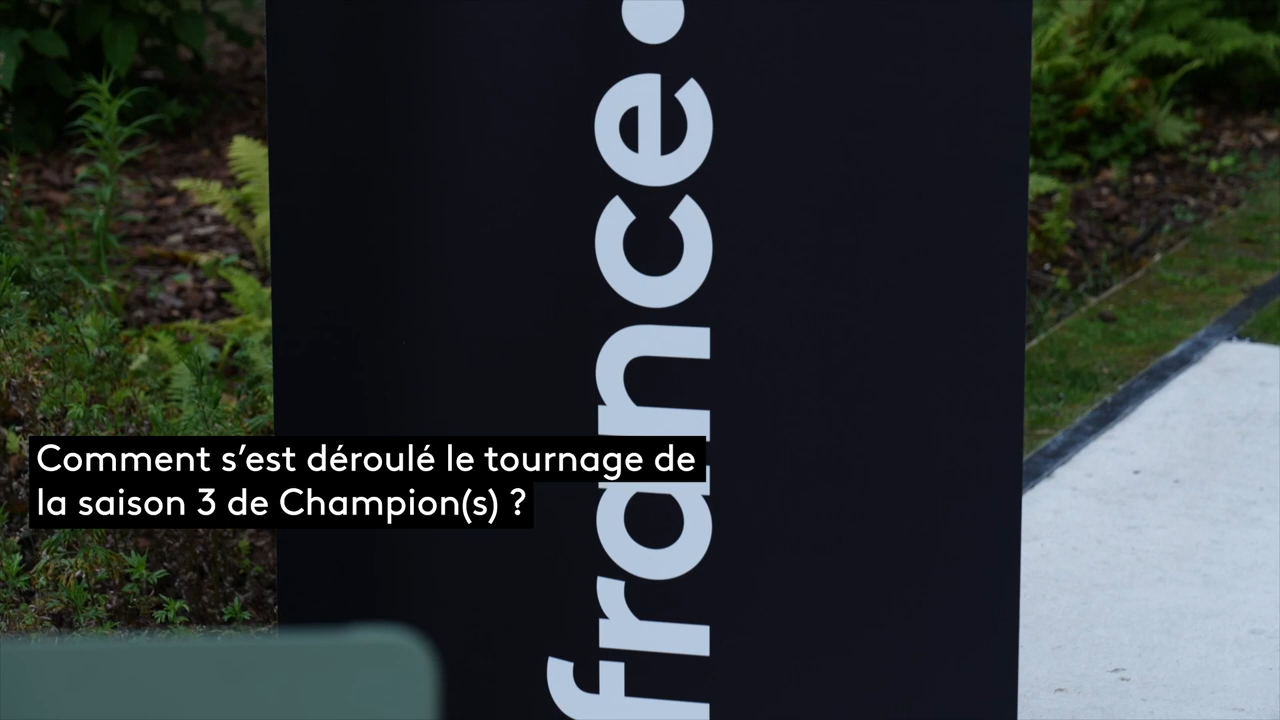 france•
Comment s’est déroulé le tournage de
la saison 3 de Champion(s) ?